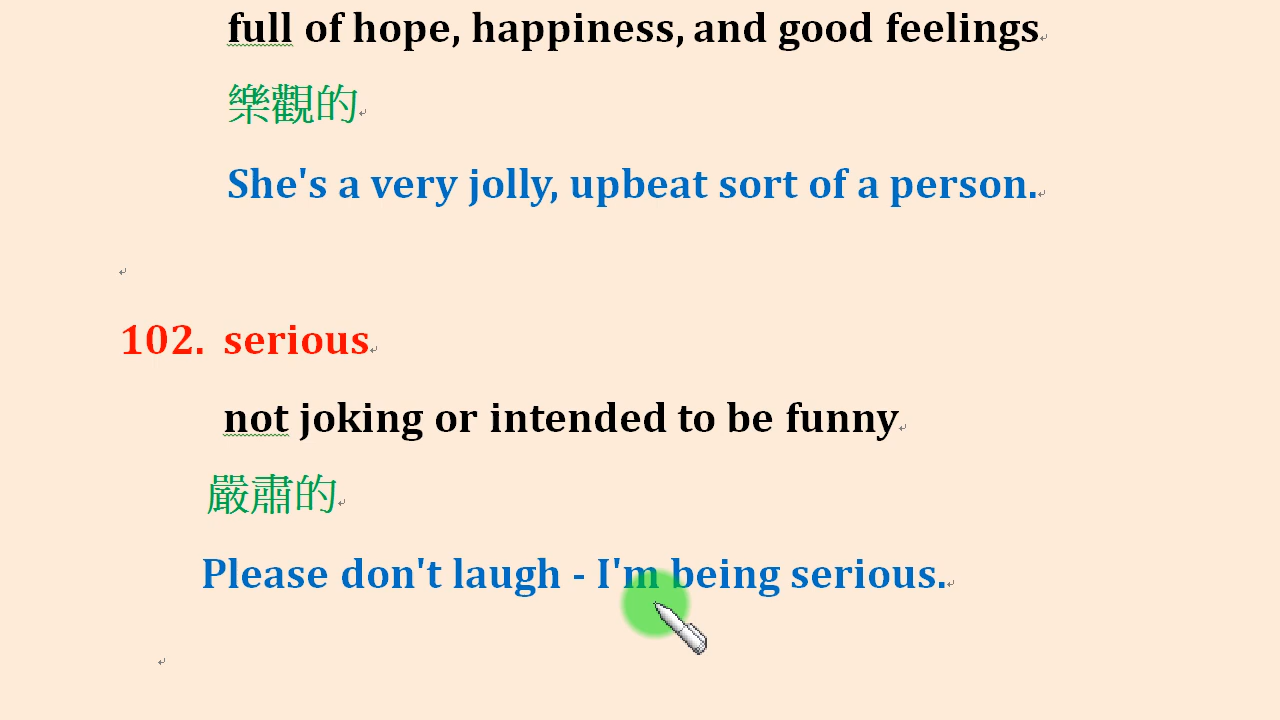 full of hope, happiness, and good feelings
樂觀的
She's a very jolly, upbeat sort of a person.
102. serious
not joking or intended to be funny
嚴肅的
Please don't laugh - I'm being serious.